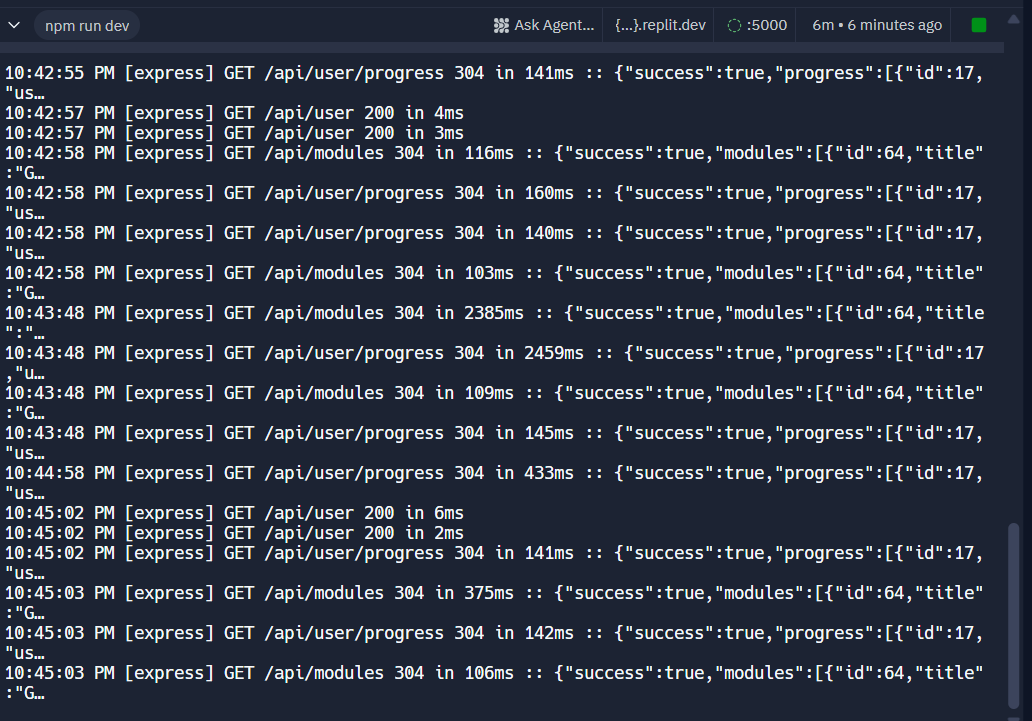 npm run dev
Ask Agent...
{...}.replit.dev
:5000
6m • 6 minutes ago
10:42:55 PM [express] GET /api/user/progress 304 in 141ms :: {"success":true,"progress":[{"id":17,
"us…
10:42:57 PM [express] GET /api/user 200 in 4ms
10:42:57 PM [express] GET /api/user 200 in 3ms
10:42:58 PM [express] GET /api/modules 304 in 116ms :: {"success":true,"modules":[{"id":64,"title"
:"G…
10:42:58 PM [express] GET /api/user/progress 304 in 160ms :: {"success":true,"progress":[{"id":17,
"us…
10:42:58 PM [express] GET /api/user/progress 304 in 140ms :: {"success":true,"progress":[{"id":17,
"us…
10:42:58 PM [express] GET /api/modules 304 in 103ms :: {"success":true,"modules":[{"id":64,"title"
:"G…
10:43:48 PM [express] GET /api/modules 304 in 2385ms :: {"success":true,"modules":[{"id":64,"title
":"…
10:43:48 PM [express] GET /api/user/progress 304 in 2459ms :: {"success":true,"progress":[{"id":17
,"u…
10:43:48 PM [express] GET /api/modules 304 in 109ms :: {"success":true,"modules":[{"id":64,"title"
:"G…
10:43:48 PM [express] GET /api/user/progress 304 in 145ms :: {"success":true,"progress":[{"id":17,
"us…
10:44:58 PM [express] GET /api/user/progress 304 in 433ms :: {"success":true,"progress":[{"id":17,
"us…
10:45:02 PM [express] GET /api/user 200 in 6ms
10:45:02 PM [express] GET /api/user 200 in 2ms
10:45:02 PM [express] GET /api/user/progress 304 in 141ms :: {"success":true,"progress":[{"id":17,
"us…
10:45:03 PM [express] GET /api/modules 304 in 375ms :: {"success":true,"modules":[{"id":64,"title"
:"G…
10:45:03 PM [express] GET /api/user/progress 304 in 142ms :: {"success":true,"progress":[{"id":17,
"us…
10:45:03 PM [express] GET /api/modules 304 in 106ms :: {"success":true,"modules":[{"id":64,"title"
:"G…